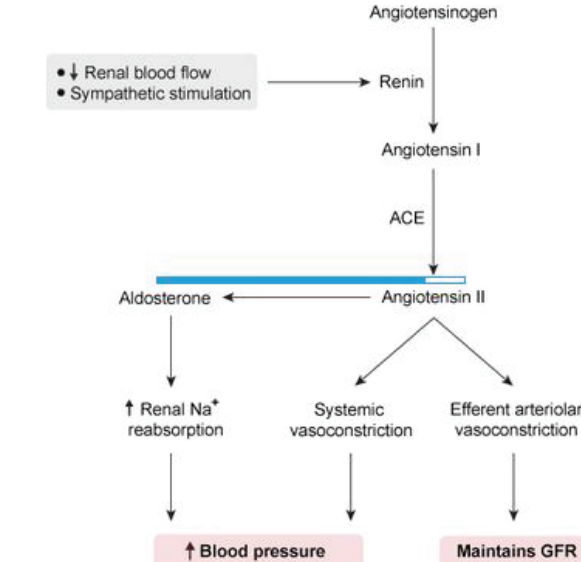 Angiotensinogen
• ↓ Renal blood flow
• Sympathetic stimulation
Renin
Angiotensin I
ACE
Aldosterone
Angiotensin II
↑ Renal Na⁺
reabsorption
Systemic
vasoconstriction
Efferent arteriolar
vasoconstriction
↑ Blood pressure
Maintains GFR